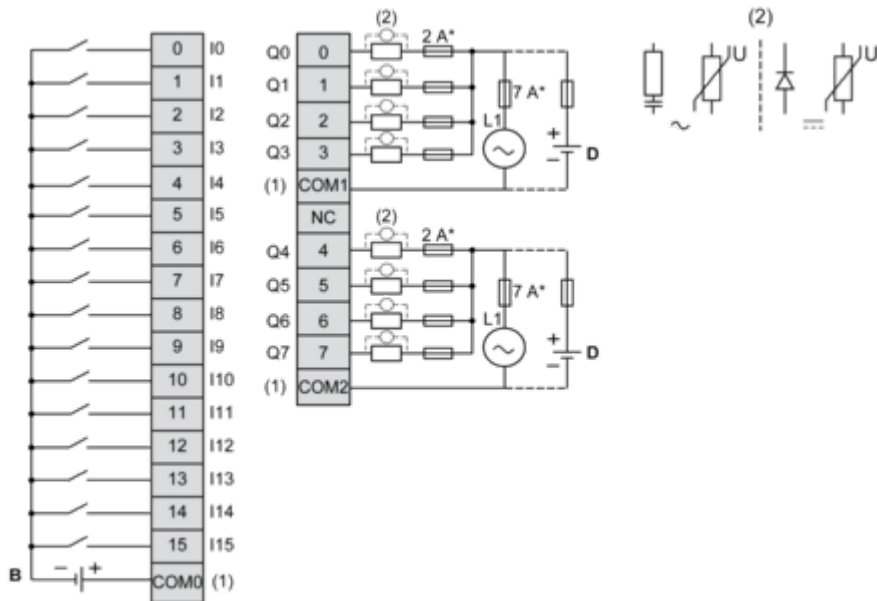 0 I0
1 I1
2 I2
3 I3
4 I4
5 I5
6 I6
7 I7
8 I8
9 I9
10 I10
11 I11
12 I12
13 I13
14 I14
15 I15
B − + COM0 (1)
(2)
Q0 0 2 A*
Q1 1 7 A*
Q2 2 L1
Q3 3 + − D
(1) COM1
NC (2)
Q4 4 2 A*
Q5 5 7 A*
Q6 6 L1
Q7 7 + − D
(1) COM2
(2)
U U